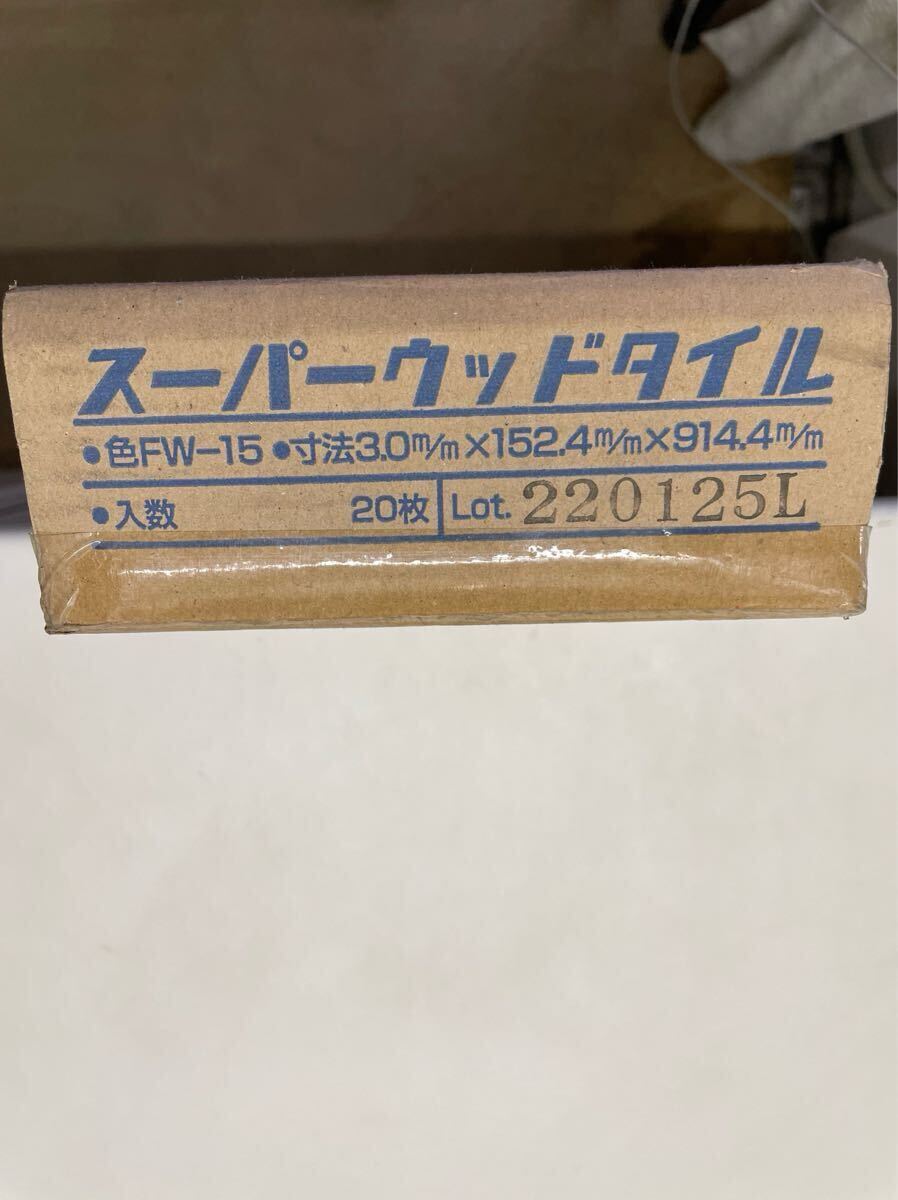 スーパーウッドタイル
●色FW-15 ●寸法3.0m/m×152.4m/m×914.4m/m
●入数 20枚 Lot. 220125L